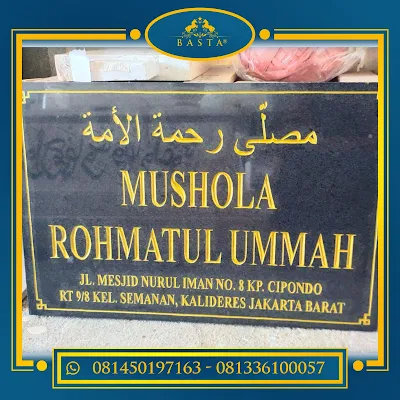 BASTA®
مصلّى رحمة الأمة
MUSHOLA
ROHMATUL UMMAH
JL. MESJID NURUL IMAN NO. 8 KP. CIPONDO
RT 9/8 KEL. SEMANAN, KALIDERES JAKARTA BARAT
081450197163 - 081336100057